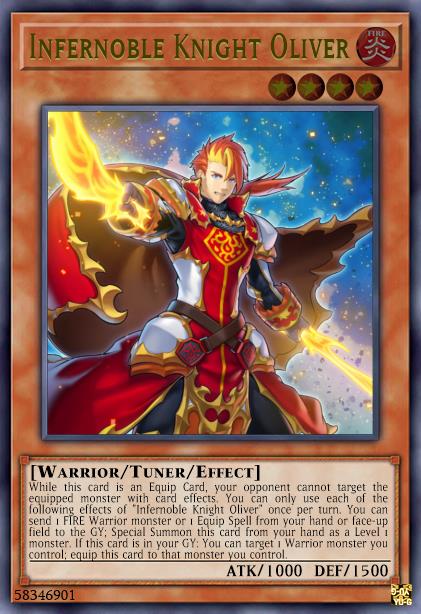 Infernoble Knight Oliver
FIRE
炎
[Warrior/Tuner/Effect]
While this card is an Equip Card, your opponent cannot target the
equipped monster with card effects. You can only use each of the
following effects of "Infernoble Knight Oliver" once per turn. You can
send 1 FIRE Warrior monster or 1 Equip Spell from your hand or face-up
field to the GY; Special Summon this card from your hand as a Level 1
monster. If this card is in your GY: You can target 1 Warrior monster you
control; equip this card to that monster you control.
ATK/1000 DEF/1500
58346901